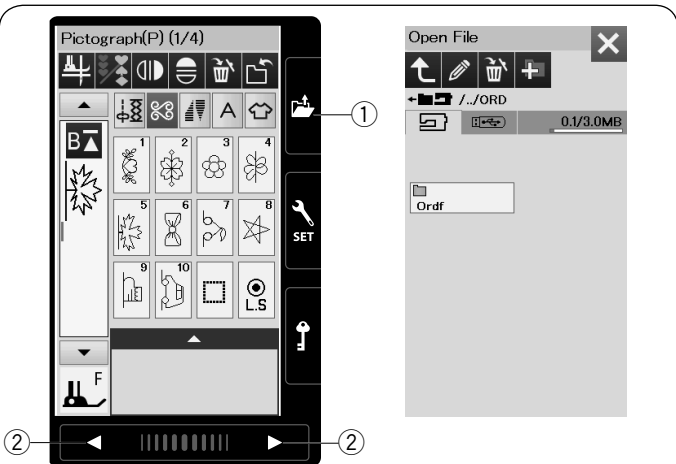 Pictograph(P) (1/4)
A
B
1 2 3 4
5 6 7 8
9 10
L.S
F
SET
1
2
2
Open File
/../ORD
0.1/3.0MB
Ordf